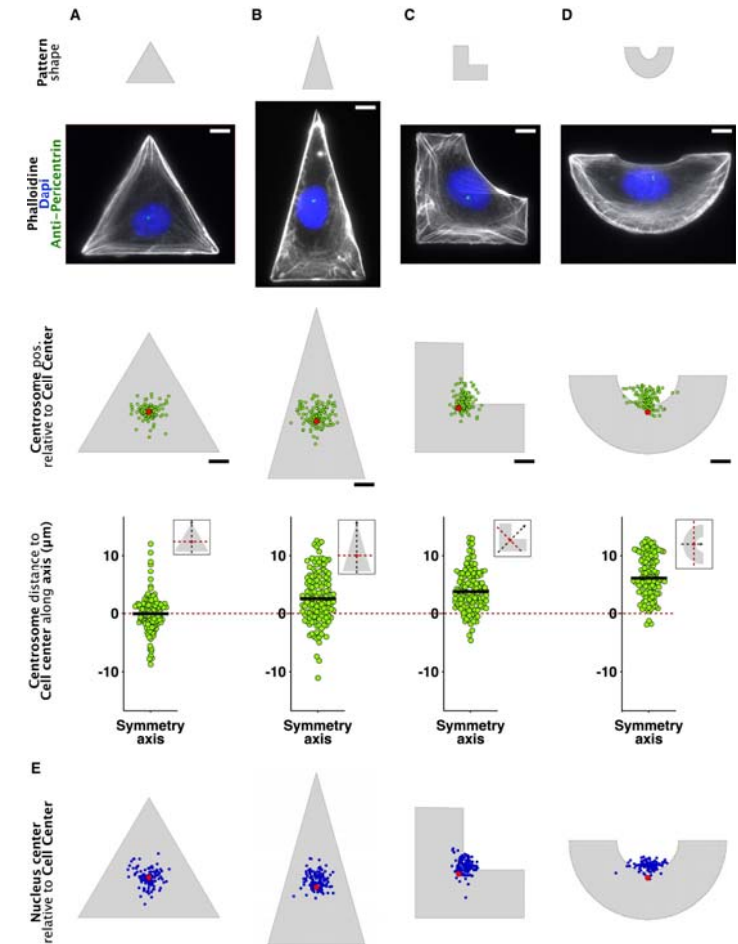 A
B
C
D
Pattern
shape
Phalloidine
Dapi
Anti-Pericentrin
Centrosome pos.
relative to Cell Center
Centrosome distance to
Cell center along axis (μm)
10
0
-10
10
0
-10
10
0
-10
10
0
-10
Symmetry
axis
Symmetry
axis
Symmetry
axis
Symmetry
axis
E
Nucleus center
relative to Cell Center